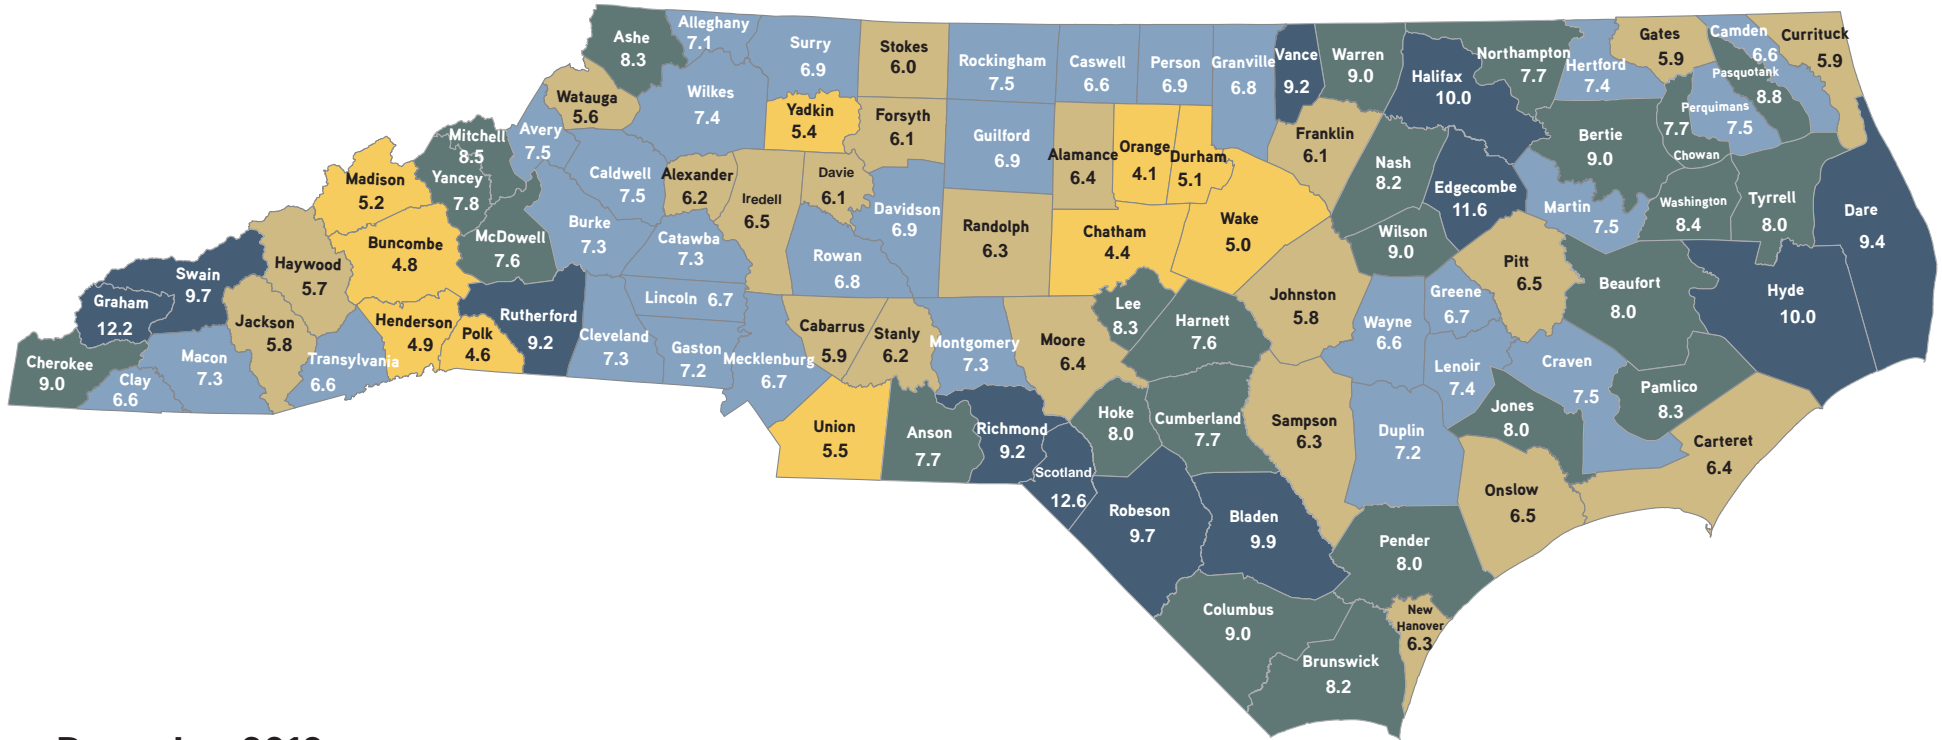 Ashe
8.3
Alleghany
7.1
Surry
6.9
Stokes
6.0
Rockingham
7.5
Caswell
6.6
Person
6.9
Granville
6.8
Vance
9.2
Warren
9.0
Halifax
10.0
Northampton
7.7
Hertford
7.4
Gates
5.9
Camden
6.6
Currituck
5.9
Pasquotank
8.8
Perquimans
7.5
7.7
Chowan
Watauga
5.6
Wilkes
7.4
Yadkin
5.4
Forsyth
6.1
Guilford
6.9
Alamance
6.4
Orange
4.1
Durham
5.1
Franklin
6.1
Nash
8.2
Edgecombe
11.6
Bertie
9.0
Martin
7.5
Washington
8.4
Tyrrell
8.0
Dare
9.4
Mitchell
8.5
Avery
7.5
Yancey
7.8
Madison
5.2
Caldwell
7.5
Alexander
6.2
Iredell
6.5
Davie
6.1
Davidson
6.9
Randolph
6.3
Chatham
4.4
Wake
5.0
Wilson
9.0
Pitt
6.5
Beaufort
8.0
Hyde
10.0
Buncombe
4.8
McDowell
7.6
Burke
7.3
Catawba
7.3
Rowan
6.8
Haywood
5.7
Swain
9.7
Graham
12.2
Cherokee
9.0
Clay
6.6
Macon
7.3
Jackson
5.8
Transylvania
6.6
Henderson
4.9
Polk
4.6
Rutherford
9.2
Cleveland
7.3
Lincoln 6.7
Gaston
7.2
Mecklenburg
6.7
Cabarrus
5.9
Stanly
6.2
Montgomery
7.3
Moore
6.4
Lee
8.3
Harnett
7.6
Johnston
5.8
Wayne
6.6
Greene
6.7
Lenoir
7.4
Craven
7.5
Jones
8.0
Pamlico
8.3
Carteret
6.4
Union
5.5
Anson
7.7
Richmond
9.2
Scotland
12.6
Hoke
8.0
Cumberland
7.7
Sampson
6.3
Duplin
7.2
Onslow
6.5
Robeson
9.7
Bladen
9.9
Pender
8.0
Columbus
9.0
New
Hanover
6.3
Brunswick
8.2